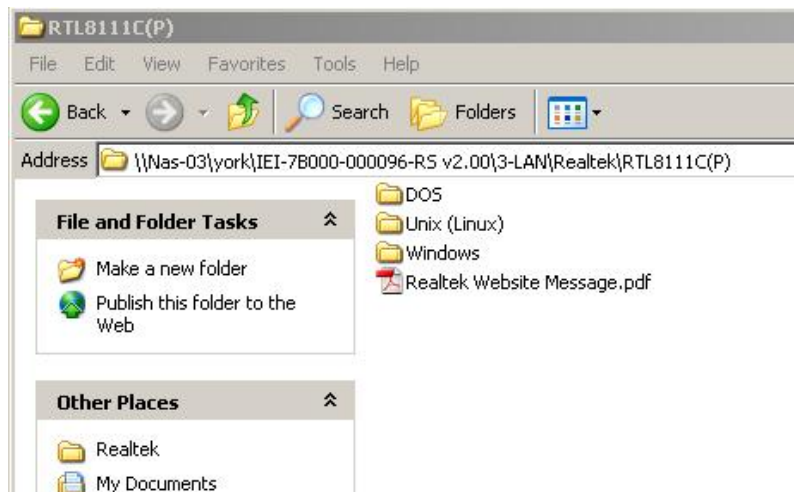 RTL8111C(P)
File Edit View Favorites Tools Help
Back Search Folders
Address \\Nas-03\york\IEI-7B000-000096-RS v2.00\3-LAN\Realtek\RTL8111C(P)
File and Folder Tasks
Make a new folder
Publish this folder to the
Web
Other Places
Realtek
My Documents
DOS
Unix (Linux)
Windows
Realtek Website Message.pdf